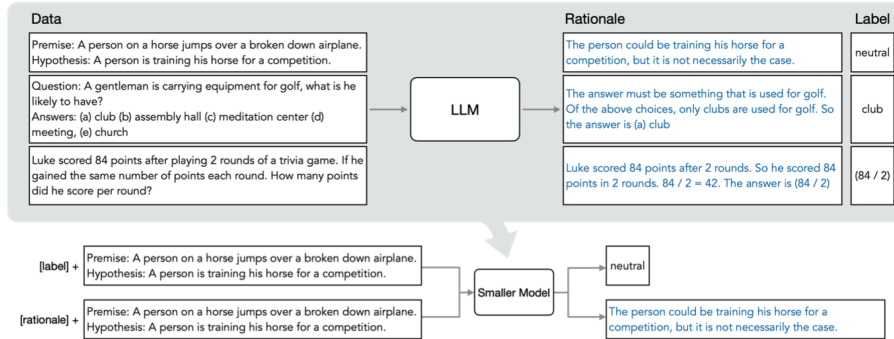 Data
Rationale
Label
Premise: A person on a horse jumps over a broken down airplane.
Hypothesis: A person is training his horse for a competition.
The person could be training his horse for a
competition, but it is not necessarily the case.
neutral
Question: A gentleman is carrying equipment for golf, what is he
likely to have?
Answers: (a) club (b) assembly hall (c) meditation center (d)
meeting, (e) church
LLM
The answer must be something that is used for golf.
Of the above choices, only clubs are used for golf. So
the answer is (a) club
club
Luke scored 84 points after playing 2 rounds of a trivia game. If he
gained the same number of points each round. How many points
did he score per round?
Luke scored 84 points after 2 rounds. So he scored 84
points in 2 rounds. 84 / 2 = 42. The answer is (84 / 2)
(84 / 2)
[label] +
Premise: A person on a horse jumps over a broken down airplane.
Hypothesis: A person is training his horse for a competition.
Smaller Model
neutral
[rationale] +
Premise: A person on a horse jumps over a broken down airplane.
Hypothesis: A person is training his horse for a competition.
The person could be training his horse for a
competition, but it is not necessarily the case.